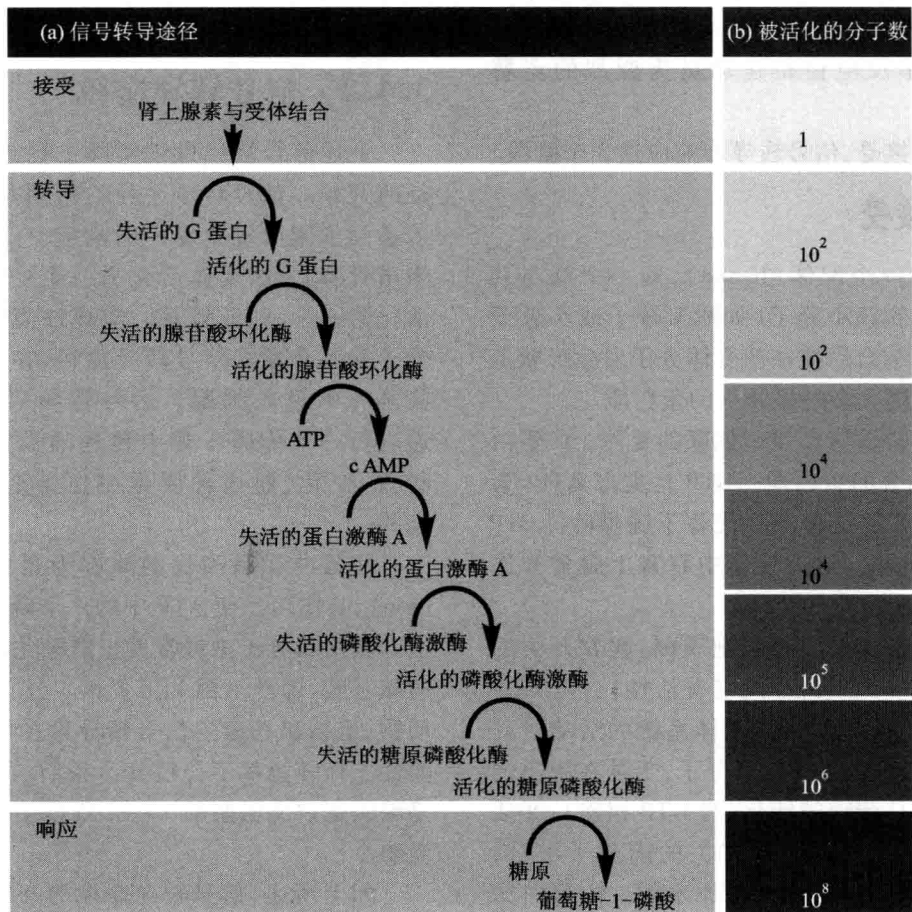 (a) 信号转导途径
(b) 被活化的分子数
接受
肾上腺素与受体结合
1
转导
失活的 G 蛋白
活化的 G 蛋白
10²
失活的腺苷酸环化酶
活化的腺苷酸环化酶
10²
ATP
c AMP
10⁴
失活的蛋白激酶 A
活化的蛋白激酶 A
10⁴
失活的磷酸化酶激酶
活化的磷酸化酶激酶
10⁵
失活的糖原磷酸化酶
活化的糖原磷酸化酶
10⁶
响应
糖原
葡萄糖-1-磷酸
10⁸